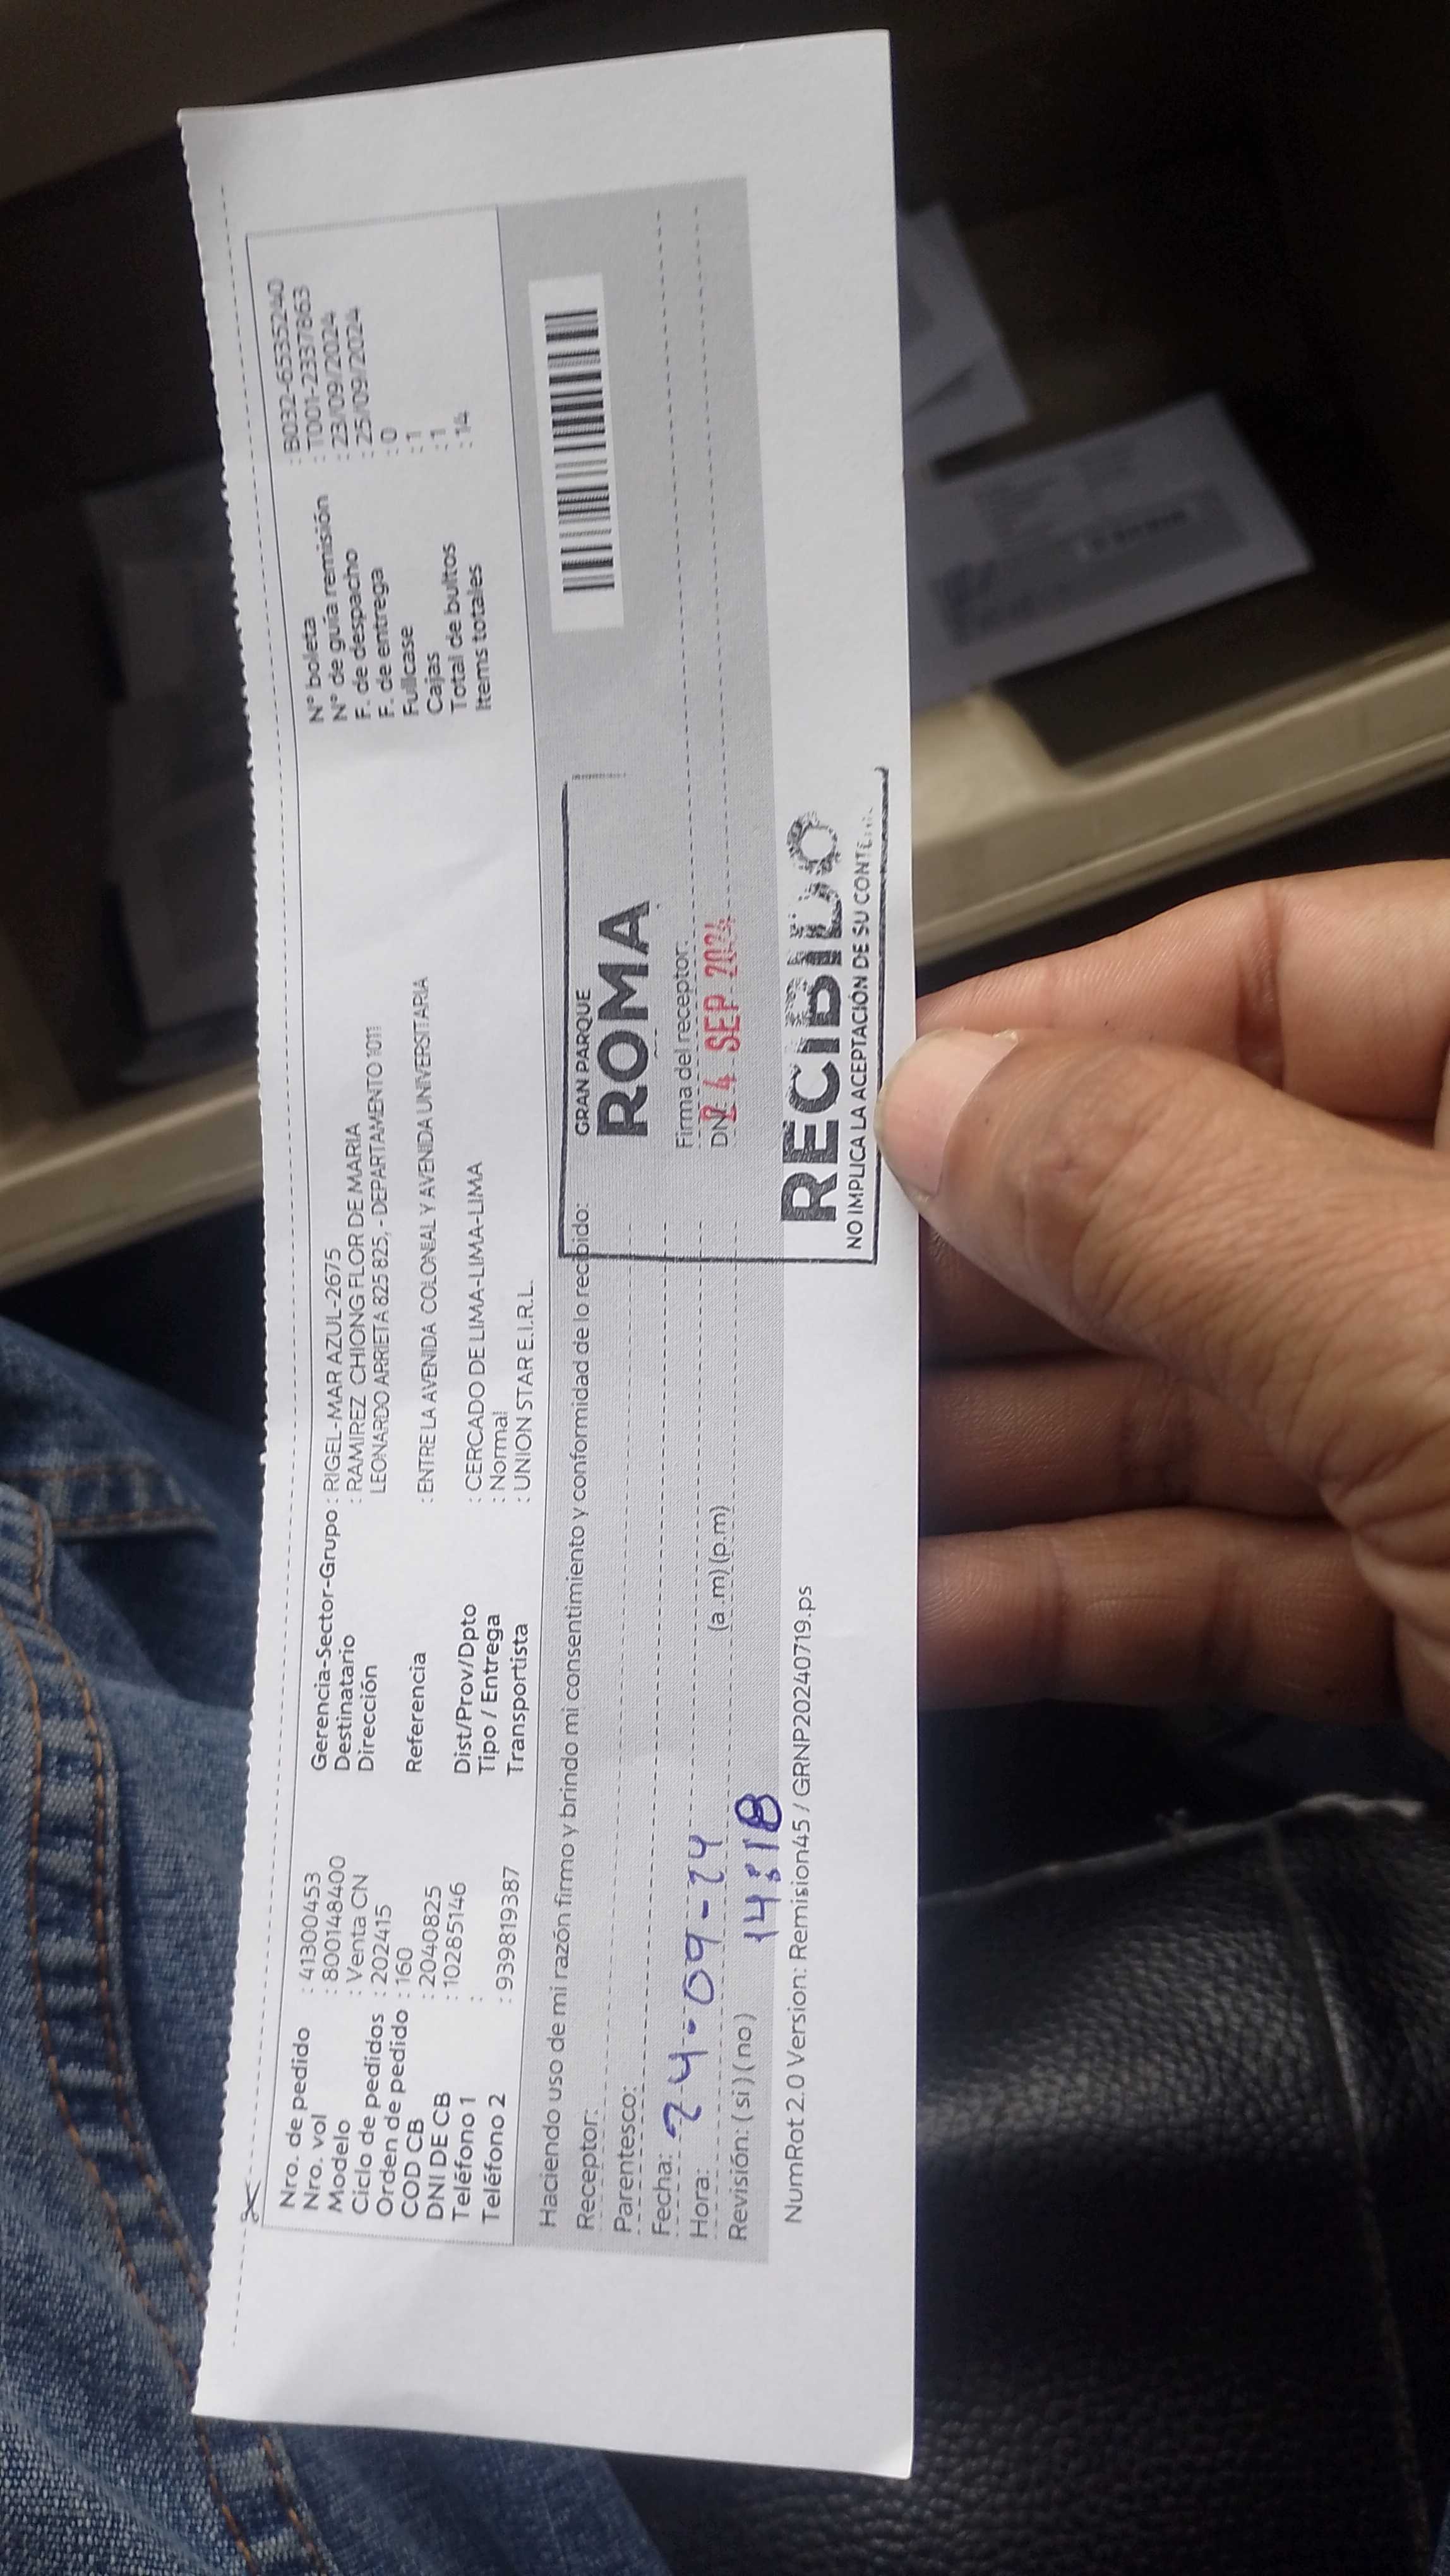 Nro. de pedido : 41300453
Nro. vol : 800148400
Modelo : Venta CN
Ciclo de pedidos : 202415
Orden de pedido : 160
COD CB : 2040825
DNI DE CB : 10285146
Teléfono 1 :
Teléfono 2 : 939819387
Gerencia-Sector-Grupo : RIGEL-MAR AZUL-2675
Destinatario : RAMIREZ CHIONG FLOR DE MARIA
Dirección LEONARDO ARRIETA 825 825, - DEPARTAMENTO 1011
Referencia : ENTRE LA AVENIDA COLONIAL Y AVENIDA UNIVERSITARIA
Dist/Prov/Dpto : CERCADO DE LIMA-LIMA-LIMA
Tipo / Entrega : Normal
Transportista : UNION STAR E.I.R.L.
N° boleta : B032-6535240
N° de guía remisión : T001-2337863
F. de despacho : 23/09/2024
F. de entrega : 25/09/2024
Fullcase : 0
Cajas : 1
Total de bultos : 1
Items totales : 14
Haciendo uso de mi razón firmo y brindo mi consentimiento y conformidad de lo recibido:
Receptor:
Parentesco:
Fecha: 24-09-24
Hora: 14:18 (a.m) (p.m)
Revisión: ( si ) ( no )
GRAN PARQUE
ROMA
Firma del receptor:
24 SEP 2024
RECIBIDO
NO IMPLICA LA ACEPTACIÓN DE SU
NumRot 2.0 Version: Remision45 / GRNP20240719.ps